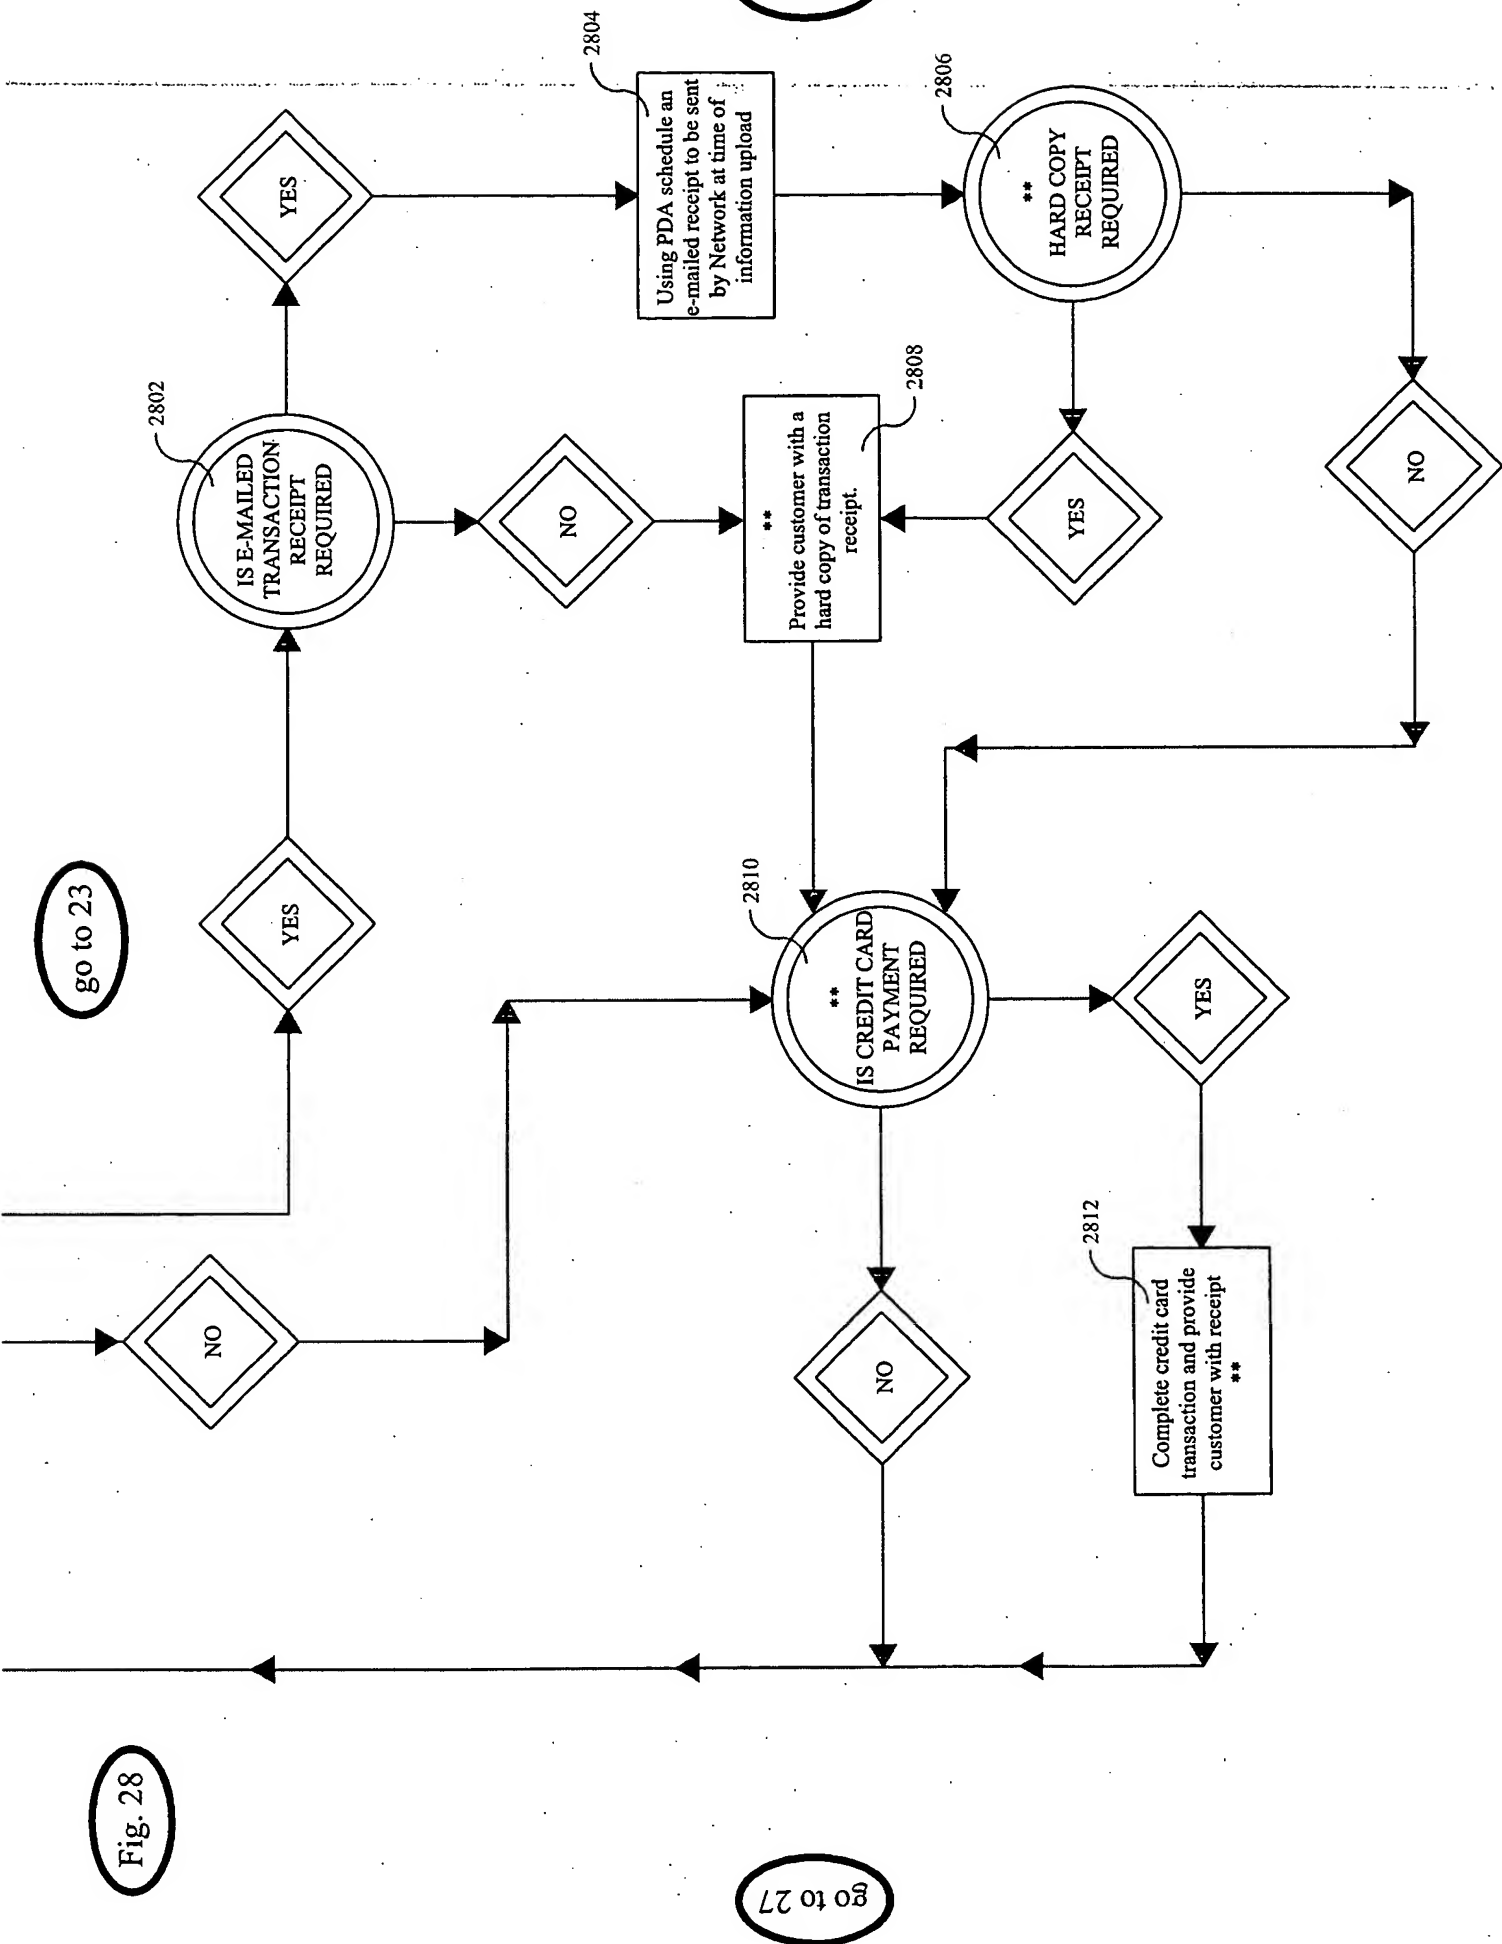 Fig. 28
go to 23
go to 27
NO
YES
2802
IS E-MAILED
TRANSACTION
RECEIPT
REQUIRED
YES
NO
2804
Using PDA schedule an
e-mailed receipt to be sent
by Network at time of
information upload
2806
**
HARD COPY
RECEIPT
REQUIRED
YES
NO
2808
**
Provide customer with a
hard copy of transaction
receipt.
2810
**
IS CREDIT CARD
PAYMENT
REQUIRED
NO
YES
2812
Complete credit card
transaction and provide
customer with receipt
**